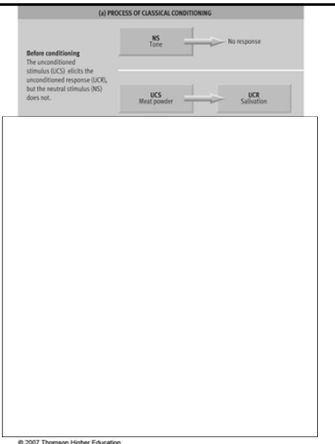 (a) PROCESS OF CLASSICAL CONDITIONING
NS
Tone
No response
Before conditioning
The unconditioned
stimulus (UCS) elicits the
unconditioned response (UCR),
but the neutral stimulus (NS)
does not.
UCS
Meat powder
UCR
Salivation
© 2007 Thomson Higher Education